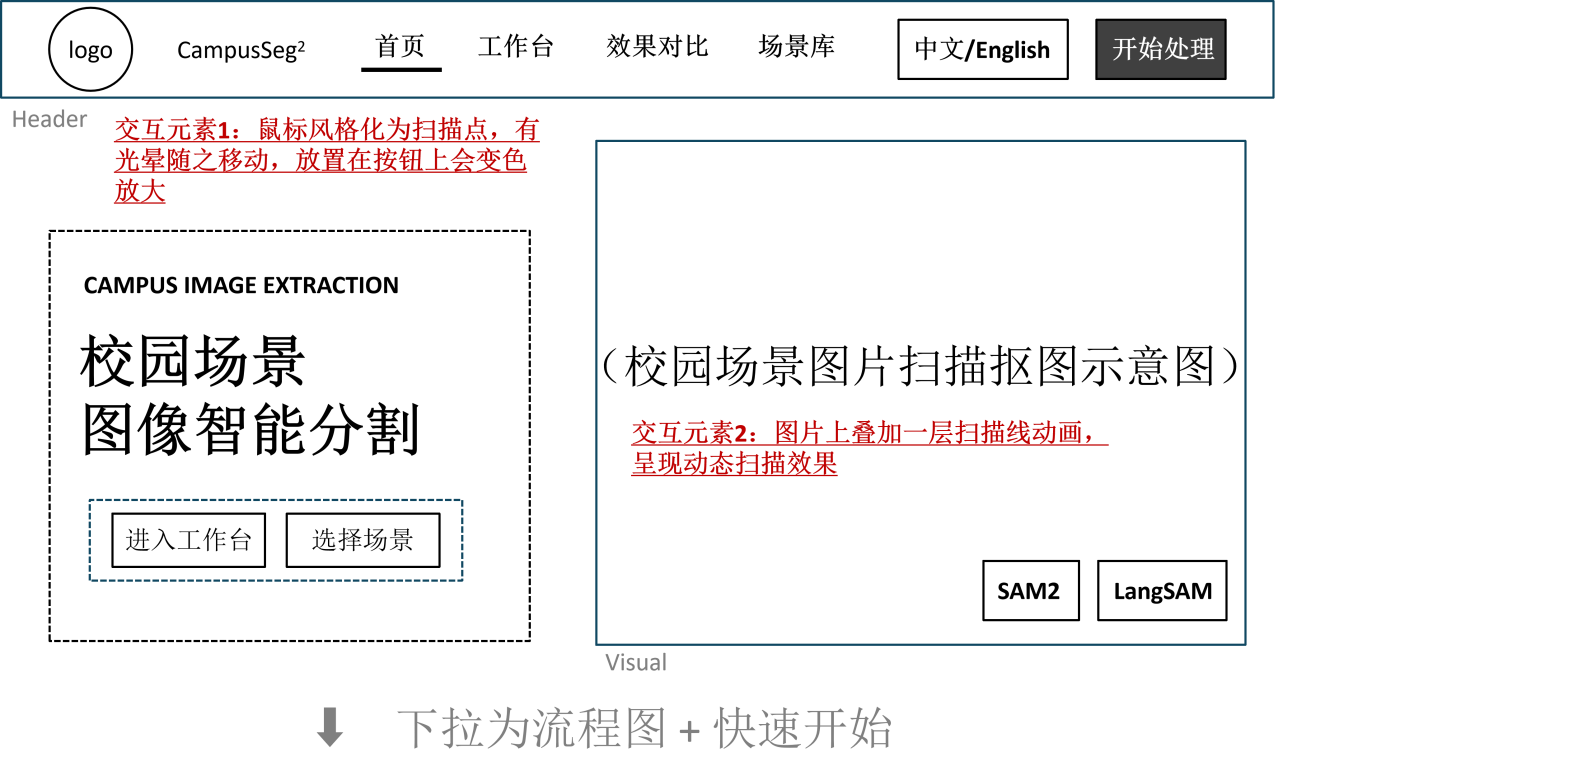 logo
CampusSeg²
首页
工作台
效果对比
场景库
中文/English
开始处理
Header
交互元素1：鼠标风格化为扫描点，有
光晕随之移动，放置在按钮上会变色
放大
CAMPUS IMAGE EXTRACTION
校园场景
图像智能分割
进入工作台
选择场景
（校园场景图片扫描抠图示意图）
交互元素2：图片上叠加一层扫描线动画，
呈现动态扫描效果
SAM2
LangSAM
Visual
下拉为流程图 + 快速开始